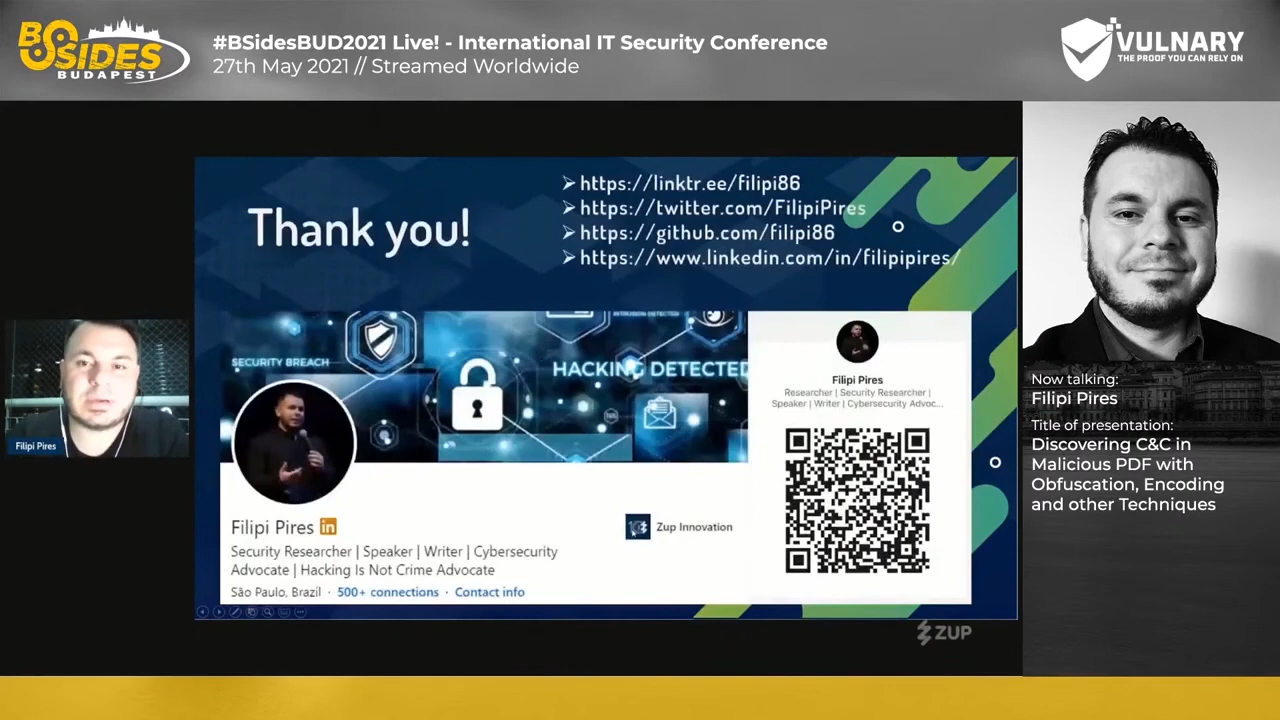 BSIDES
BUDAPEST
#BSidesBUD2021 Live! - International IT Security Conference
27th May 2021 // Streamed Worldwide
VULNARY
THE PROOF YOU CAN RELY ON
Thank you!
➢ https://linktr.ee/filipi86
➢ https://twitter.com/FilipiPires
➢ https://github.com/filipi86
➢ https://www.linkedin.com/in/filipipires/
INTRUSION DETECTED
SECURITY BREACH
HACKING DETECTED
Filipi Pires
Researcher | Security Researcher |
Speaker | Writer | Cybersecurity Advoc...
Filipi Pires
Filipi Pires in
Zup Innovation
Security Researcher | Speaker | Writer | Cybersecurity
Advocate | Hacking Is Not Crime Advocate
São Paulo, Brazil · 500+ connections · Contact info
ZUP
Now talking:
Filipi Pires
Title of presentation:
Discovering C&C in
Malicious PDF with
Obfuscation, Encoding
and other Techniques